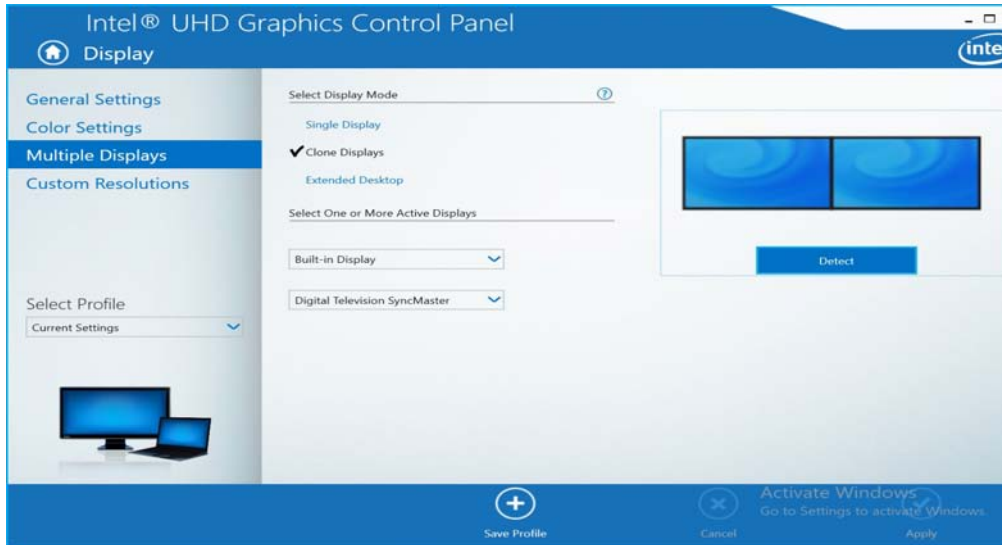 Intel® UHD Graphics Control Panel
Display
General Settings
Color Settings
Multiple Displays
Custom Resolutions
Select Profile
Current Settings
Select Display Mode
Single Display
Clone Displays
Extended Desktop
Select One or More Active Displays
Built-in Display
Digital Television SyncMaster
Detect
Save Profile
Cancel
Apply
Activate Windows
Go to Settings to activate Windows.